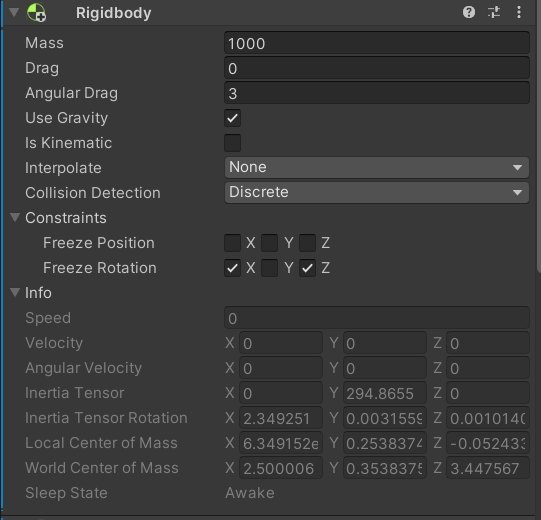 Rigidbody
Mass 1000
Drag 0
Angular Drag 3
Use Gravity
Is Kinematic
Interpolate None
Collision Detection Discrete
Constraints
Freeze Position X Y Z
Freeze Rotation X Y Z
Info
Speed 0
Velocity X 0 Y 0 Z 0
Angular Velocity X 0 Y 0 Z 0
Inertia Tensor X 0 Y 294.8655 Z 0
Inertia Tensor Rotation X 2.349251 Y 0.0031559 Z 0.0010140
Local Center of Mass X 6.349152e Y 0.2538374 Z -0.052433
World Center of Mass X 2.500006 Y 0.3538375 Z 3.447567
Sleep State Awake